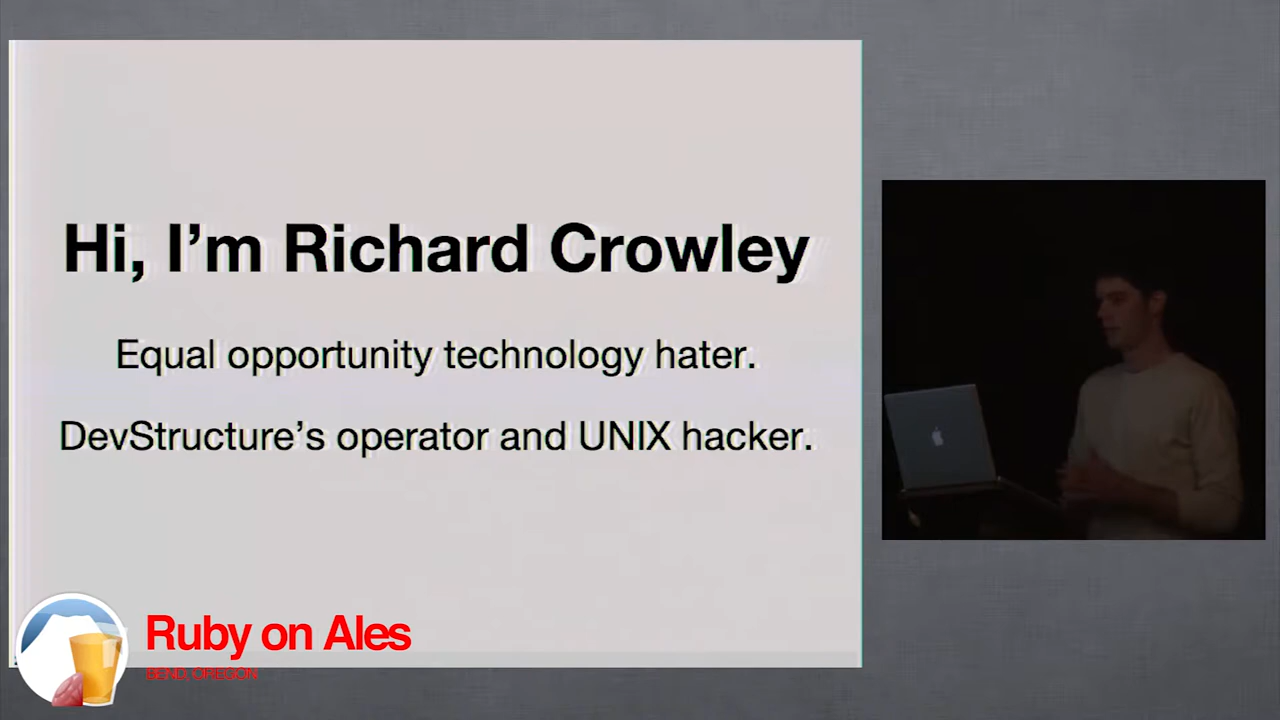 Hi, I’m Richard Crowley
Equal opportunity technology hater.
DevStructure’s operator and UNIX hacker.
Ruby on Ales
BEND, OREGON